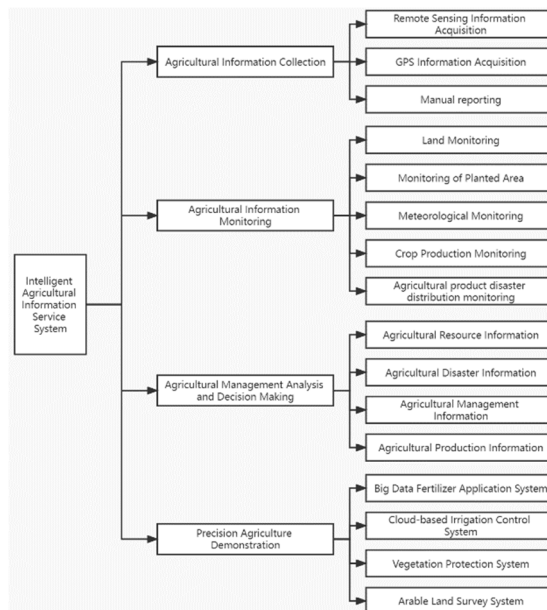 Intelligent
Agricultural
Information
Service
System
Agricultural Information Collection
Remote Sensing Information
Acquisition
GPS Information Acquisition
Manual reporting
Agricultural Information
Monitoring
Land Monitoring
Monitoring of Planted Area
Meteorological Monitoring
Crop Production Monitoring
Agricultural product disaster
distribution monitoring
Agricultural Management Analysis
and Decision Making
Agricultural Resource Information
Agricultural Disaster Information
Agricultural Management
Information
Agricultural Production Information
Precision Agriculture
Demonstration
Big Data Fertilizer Application System
Cloud-based Irrigation Control
System
Vegetation Protection System
Arable Land Survey System